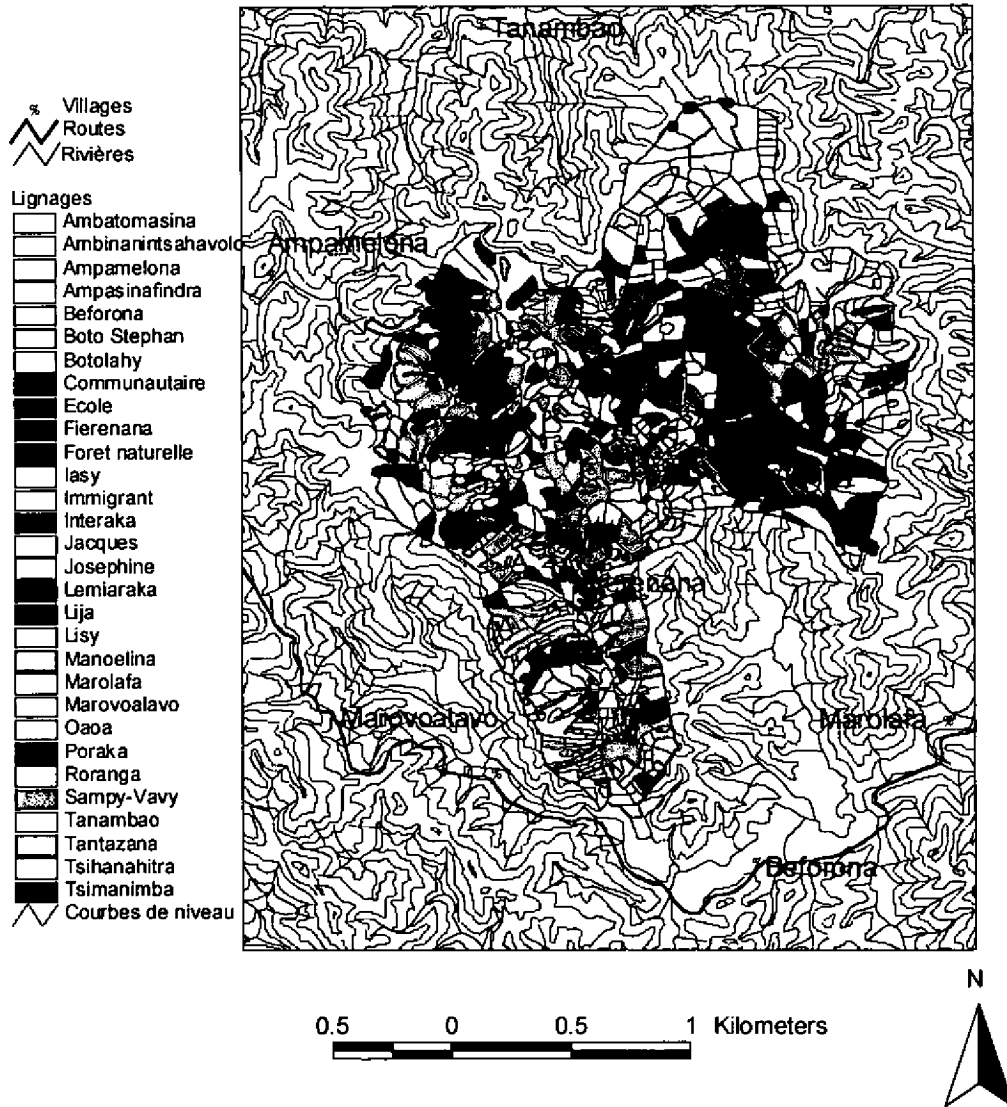 Villages
Routes
Rivières
Lignages
Ambatomasina
Ambinanintsahavolo
Ampamelona
Ampasinafindra
Beforona
Boto Stephan
Botolahy
Communautaire
Ecole
Fierenana
Foret naturelle
Iasy
Immigrant
Interaka
Jacques
Josephine
Lemiaraka
Lija
Lisy
Manoelina
Marolafa
Marovoalavo
Oaoa
Poraka
Roranga
Sampy-Vavy
Tanambao
Tantazana
Tsihanahitra
Tsimanimba
Courbes de niveau
Tanambao
Ampamelona
Marovoalavo
Marolafa
Beforona
N
0.5 0 0.5 1 Kilometers